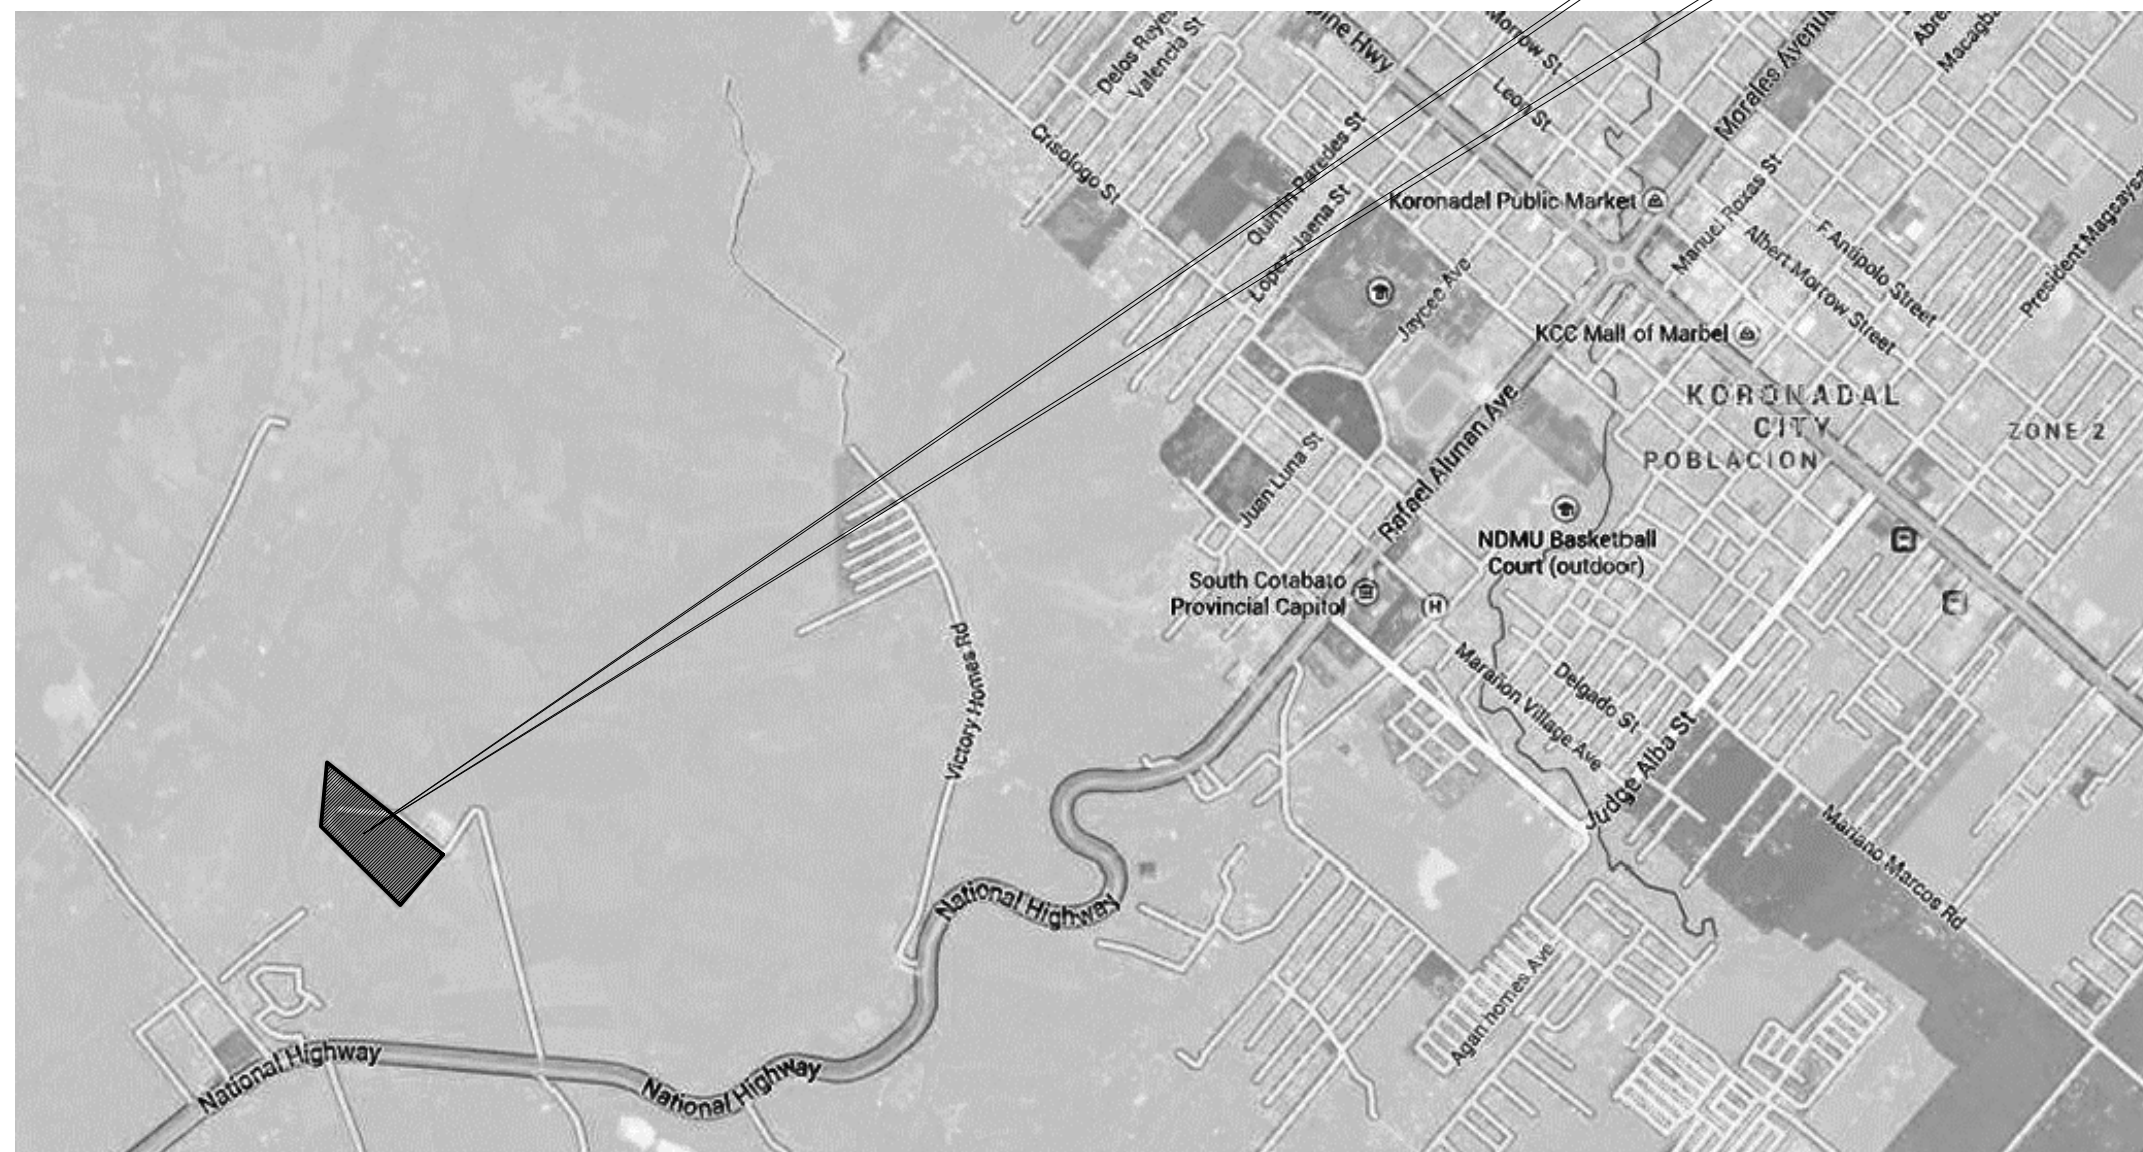 Delos Reyes
Valencia St
Hwy
Morrow St
Leon St
Morales Avenue
Crisologo St
Quintin Paredes St
Lopez Jaena St
Koronadal Public Market
Manuel Roxas St
Albert Morrow Street
F Antipolo Street
Jaycee Ave
KCC Mall of Marbel
KORONADAL
CITY
POBLACION
ZONE 2
Juan Luna St
Rafael Alunan Ave
NDMU Basketball
Court (outdoor)
South Cotabato
Provincial Capitol
H
Victory Homes Rd
Marañon Village Ave
Delgado St
Judge Alba St
Mariano Marcos Rd
National Highway
Agan homes Ave
National Highway
National Highway